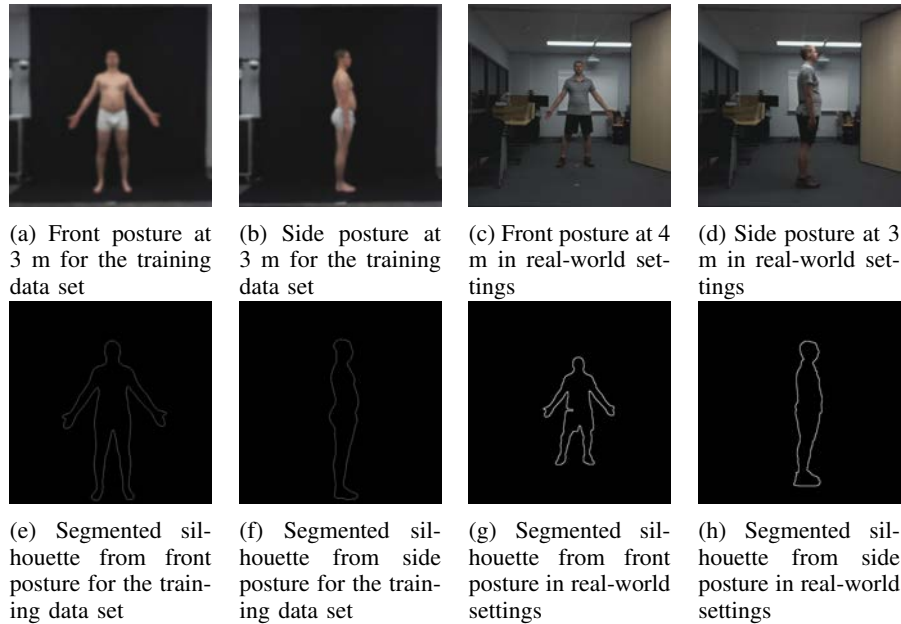 (a) Front posture at
3 m for the training
data set
(b) Side posture at
3 m for the training
data set
(c) Front posture at 4
m in real-world set-
tings
(d) Side posture at 3
m in real-world set-
tings
(e) Segmented sil-
houette from front
posture for the train-
ing data set
(f) Segmented sil-
houette from side
posture for the train-
ing data set
(g) Segmented sil-
houette from front
posture in real-world
settings
(h) Segmented sil-
houette from side
posture in real-world
settings